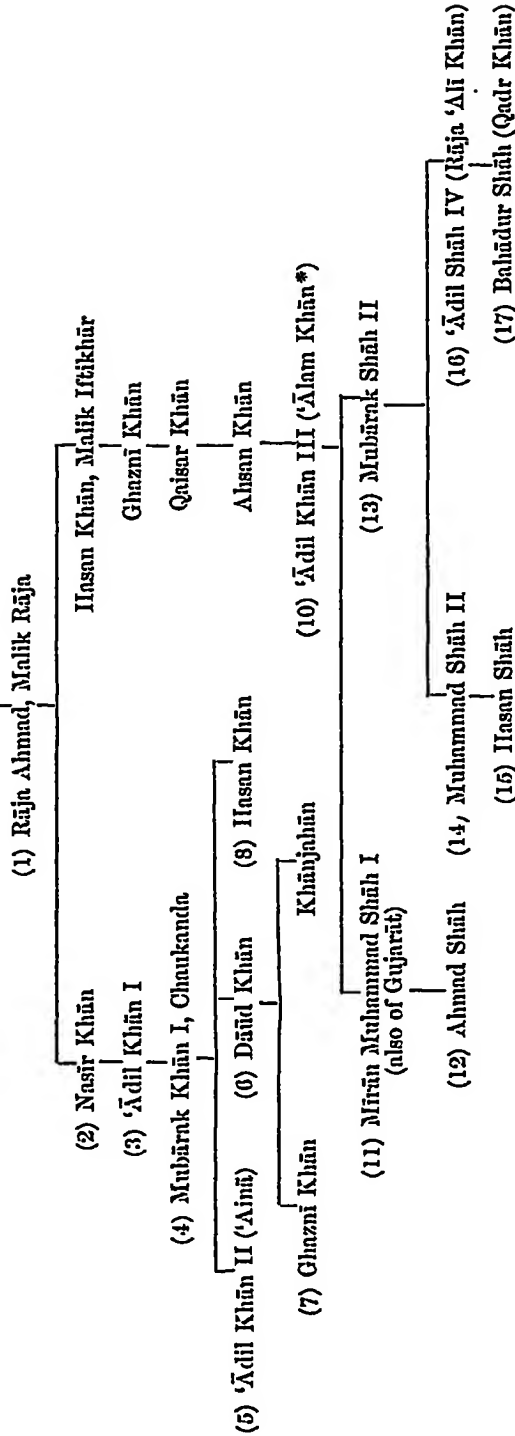 (1) Rāja Ahmad, Malik Rāja
(2) Nasīr Khān Hasan Khān, Malik Iftikhār
(3) ‘Ādil Khān I Ghaznī Khān
(4) Mubārak Khān I, Chaukanda Qaisar Khān
(5) ‘Ādil Khān II (‘Ainā) (6) Dāūd Khān (8) Hasan Khān Ahsan Khān
(7) Ghaznī Khān Khānjahān (10) ‘Ādil Khān III (‘Ālam Khān*)
(11) Mīrān Muhammad Shāh I (13) Mubārak Shāh II
(also of Gujarāt)
(12) Ahmad Shāh (14, Muhammad Shāh II (16) ‘Ādil Shāh IV (Rāja ‘Alī Khān)
(15) Hasan Shāh (17) Bahādur Shāh (Qadr Khān)